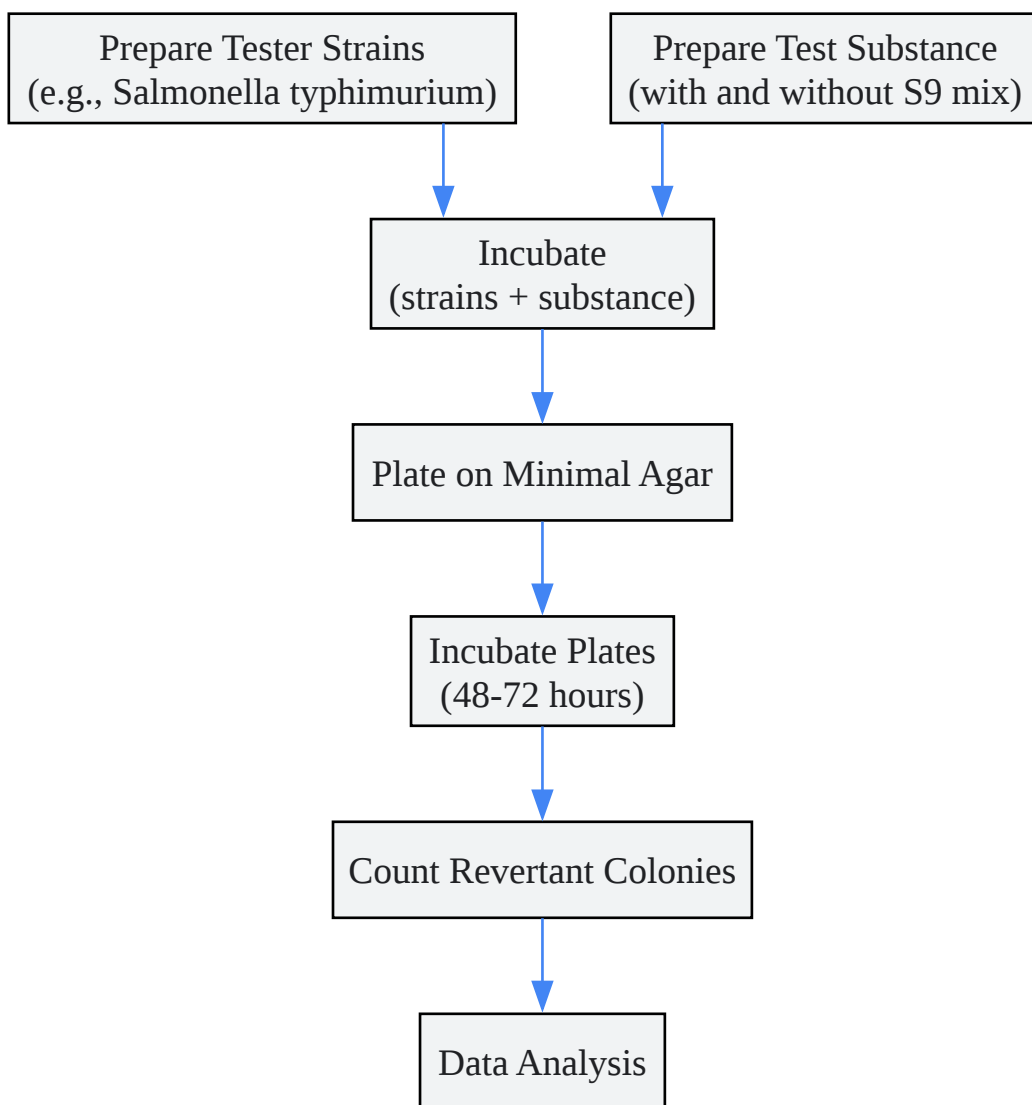 Prepare Tester Strains
(e.g., Salmonella typhimurium)
Prepare Test Substance
(with and without S9 mix)
Incubate
(strains + substance)
Plate on Minimal Agar
Incubate Plates
(48-72 hours)
Count Revertant Colonies
Data Analysis